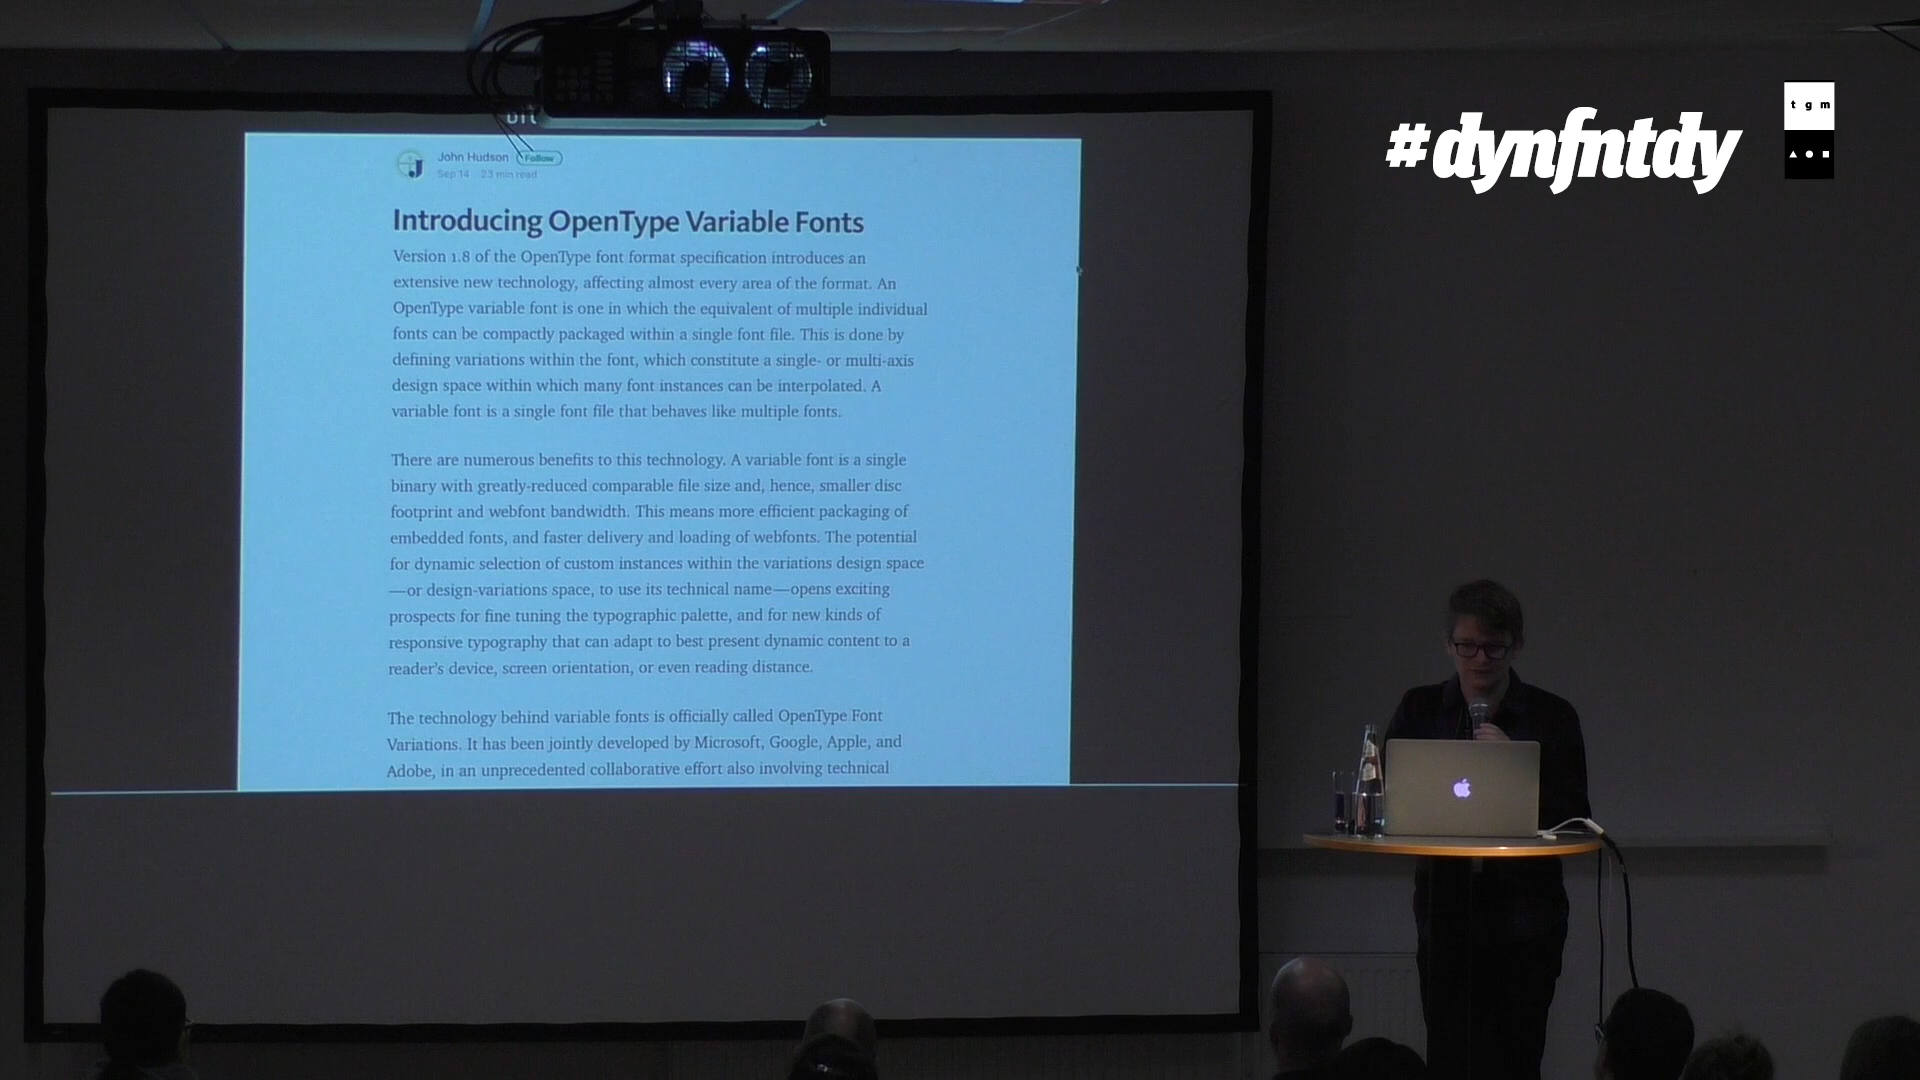 #dynfntdy
t g m
John Hudson Follow
Sep 14 23 min read
Introducing OpenType Variable Fonts
Version 1.8 of the OpenType font format specification introduces an
extensive new technology, affecting almost every area of the format. An
OpenType variable font is one in which the equivalent of multiple individual
fonts can be compactly packaged within a single font file. This is done by
defining variations within the font, which constitute a single- or multi-axis
design space within which many font instances can be interpolated. A
variable font is a single font file that behaves like multiple fonts.
There are numerous benefits to this technology. A variable font is a single
binary with greatly-reduced comparable file size and, hence, smaller disc
footprint and webfont bandwidth. This means more efficient packaging of
embedded fonts, and faster delivery and loading of webfonts. The potential
for dynamic selection of custom instances within the variations design space
—or design-variations space, to use its technical name—opens exciting
prospects for fine tuning the typographic palette, and for new kinds of
responsive typography that can adapt to best present dynamic content to a
reader's device, screen orientation, or even reading distance.
The technology behind variable fonts is officially called OpenType Font
Variations. It has been jointly developed by Microsoft, Google, Apple, and
Adobe, in an unprecedented collaborative effort also involving technical